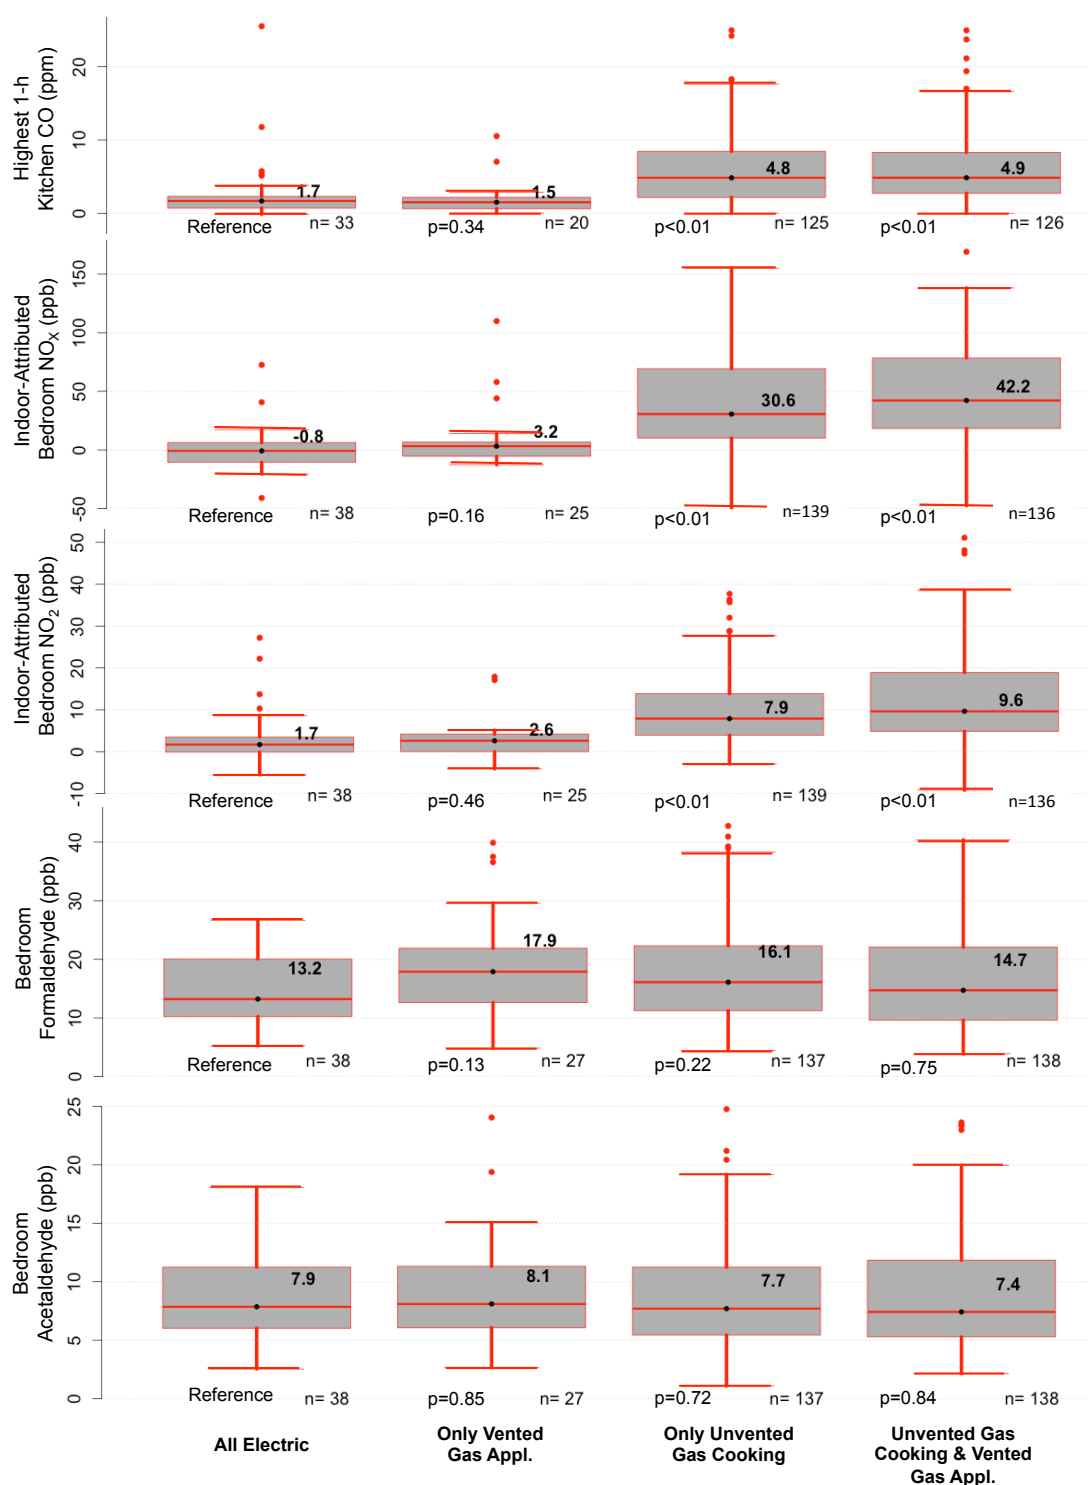 Highest 1-h
Kitchen CO (ppm)
20
10
0
1.7
1.5
4.8
4.9
Reference
n= 33
p=0.34
n= 20
p<0.01
n= 125
p<0.01
n= 126
Indoor-Attributed
Bedroom NOX (ppb)
150
100
50
0
-50
-0.8
3.2
30.6
42.2
Reference
n= 38
p=0.16
n= 25
p<0.01
n=139
p<0.01
n=136
Indoor-Attributed
Bedroom NO2 (ppb)
50
40
30
20
10
0
-10
1.7
2.6
7.9
9.6
Reference
n= 38
p=0.46
n= 25
p<0.01
n= 139
p<0.01
n=136
Bedroom
Formaldehyde (ppb)
40
30
20
10
0
13.2
17.9
16.1
14.7
Reference
n= 38
p=0.13
n= 27
p=0.22
n= 137
p=0.75
n= 138
Bedroom
Acetaldehyde (ppb)
25
20
15
10
5
0
7.9
8.1
7.7
7.4
Reference
n= 38
p=0.85
n= 27
p=0.72
n= 137
p=0.84
n= 138
All Electric
Only Vented
Gas Appl.
Only Unvented
Gas Cooking
Unvented Gas
Cooking & Vented
Gas Appl.